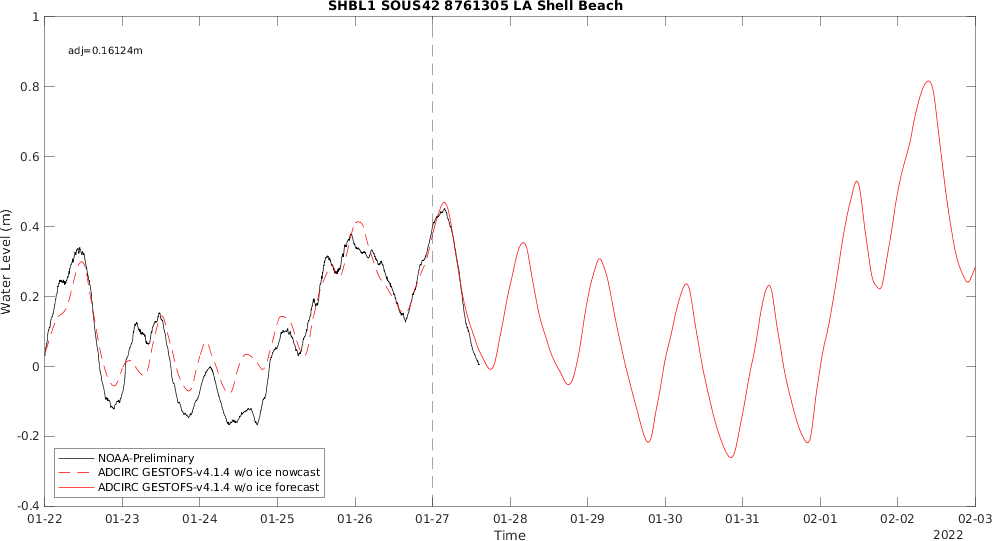 SHBL1 SOUS42 8761305 LA Shell Beach
adj=0.16124m
Water Level (m)
1
0.8
0.6
0.4
0.2
0
-0.2
-0.4
NOAA-Preliminary
ADCIRC GESTOFS-v4.1.4 w/o ice nowcast
ADCIRC GESTOFS-v4.1.4 w/o ice forecast
01-22 01-23 01-24 01-25 01-26 01-27 01-28 01-29 01-30 01-31 02-01 02-02 02-03
Time
2022